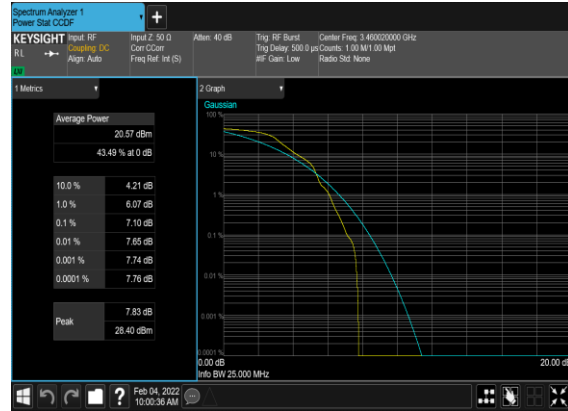 Spectrum Analyzer 1
Power Stat CCDF
KEYSIGHT
R L
Input: RF
Coupling: DC
Align: Auto
Input Z: 50 Ω
Corr CCorr
Freq Ref: Int (S)
Atten: 40 dB
Trig: RF Burst
Trig Delay: 500.0 µs
#IF Gain: Low
Center Freq: 3.460020000 GHz
Counts: 1.00 M/1.00 Mpt
Radio Std: None
1 Metrics
Average Power
20.57 dBm
43.49 % at 0 dB
10.0 % 4.21 dB
1.0 % 6.07 dB
0.1 % 7.10 dB
0.01 % 7.65 dB
0.001 % 7.74 dB
0.0001 % 7.76 dB
Peak
7.83 dB
28.40 dBm
2 Graph
Gaussian
100 %
10 %
1 %
0.1 %
0.01 %
0.001 %
0.0001 %
0.00 dB
20.00 dB
Info BW 25.000 MHz
?
Feb 04, 2022
10:00:36 AM